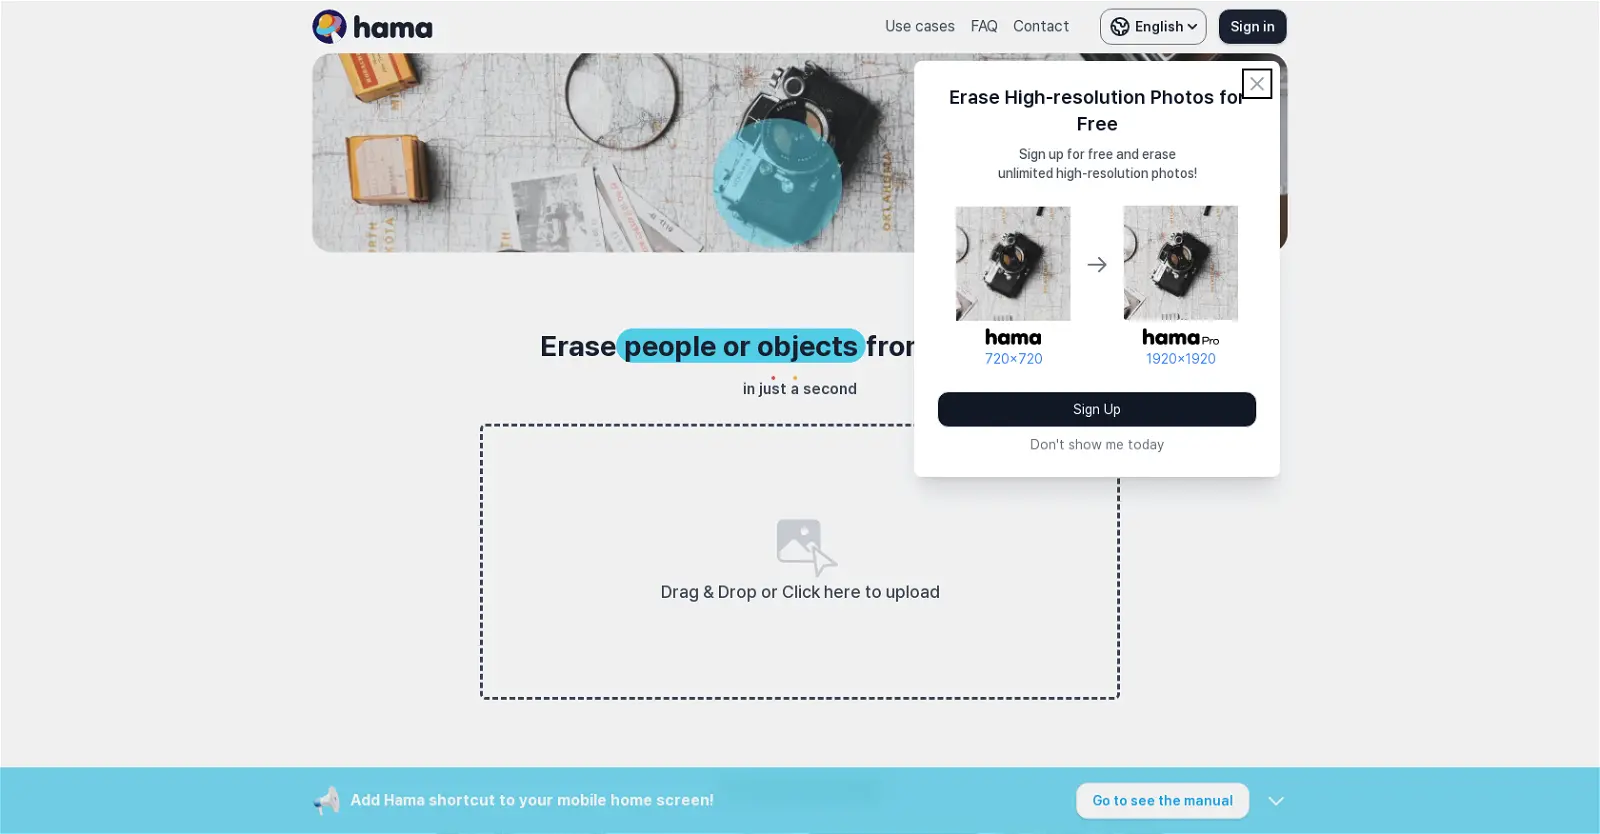 hama
Use cases FAQ Contact English Sign in
Erase High-resolution Photos for
Free
Sign up for free and erase
unlimited high-resolution photos!
OKLAHOMA
hama
720×720
hama Pro
1920×1920
Sign Up
Don't show me today
Erase people or objects
in just a second
Drag & Drop or Click here to upload
Add Hama shortcut to your mobile home screen!
Go to see the manual